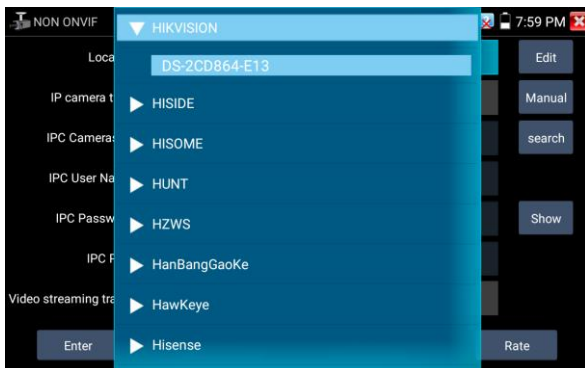 NON ONVIF
HIKVISION
7:59 PM
Loca
DS-2CD864-E13
Edit
IP camera t
HISIDE
Manual
IPC Camera
HISOME
search
IPC User Na
HUNT
IPC Passw
HZWS
Show
IPC
HanBangGaoKe
Video streaming tra
HawKeye
Enter
Hisense
Rate